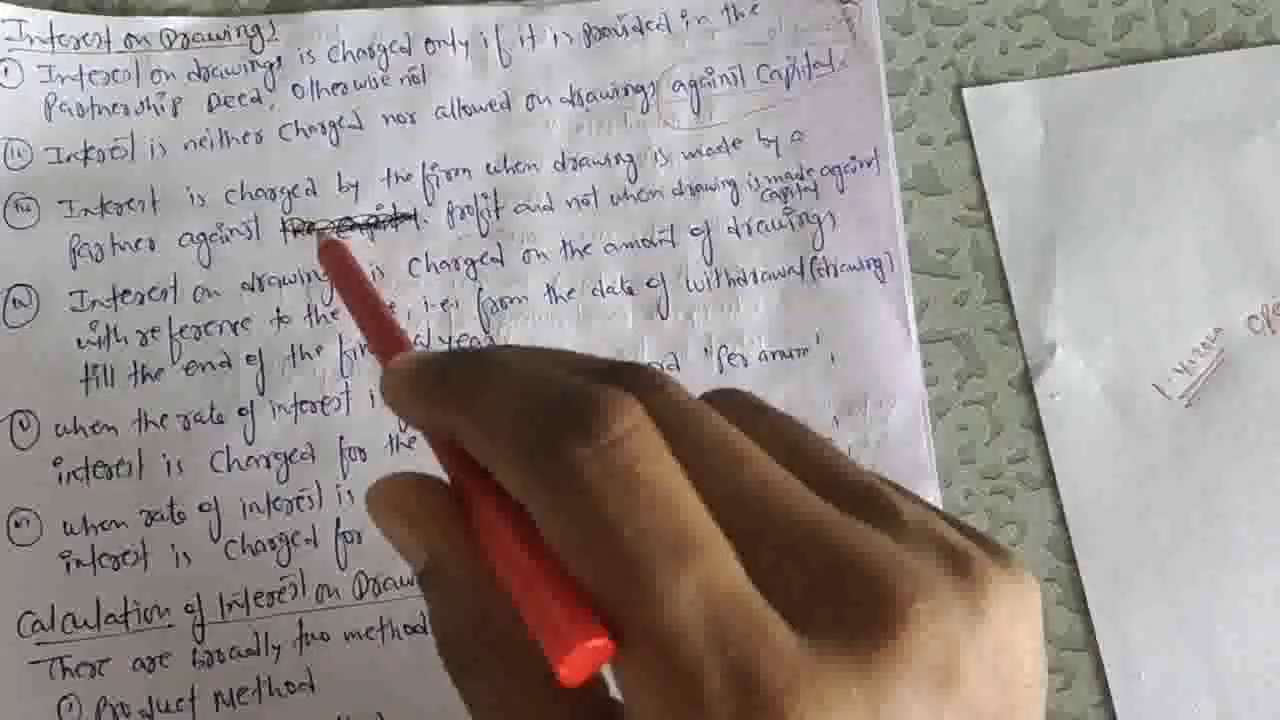 Interest on Drawings
(i) Interest on drawings is charged only if it is provided in the
Partnership Deed, otherwise not
(ii) Interest is neither charged nor allowed on drawings against Capital.
(iii) Interest is charged by the firm when drawing is made by a
Partner against profit and not when drawing is made against
capital
(iv) Interest on drawing is charged on the amount of drawings
with reference to the , i.e., from the date of withdrawal (drawing)
till the end of the year
(v) when the rate of interest "Per anum",
interest is charged for the
(vi) when rate of interest is
interest is charged for
Calculation of Interest on
There are broadly two method
(i) Product Method